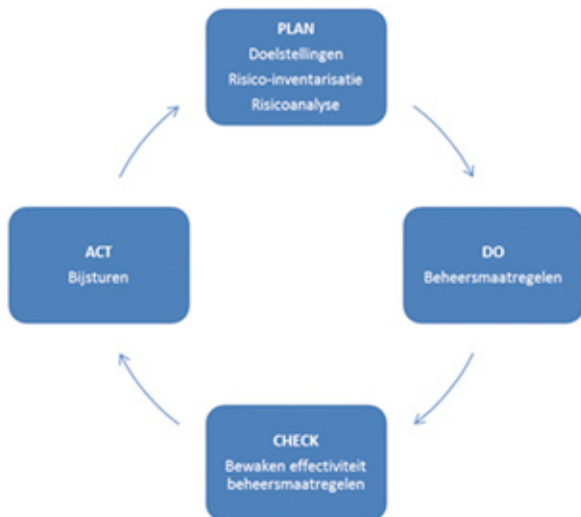 PLAN
Doelstellingen
Risico-inventarisatie
Risicoanalyse
ACT
Bijsturen
DO
Beheersmaatregelen
CHECK
Bewaken effectiviteit
beheersmaatregelen